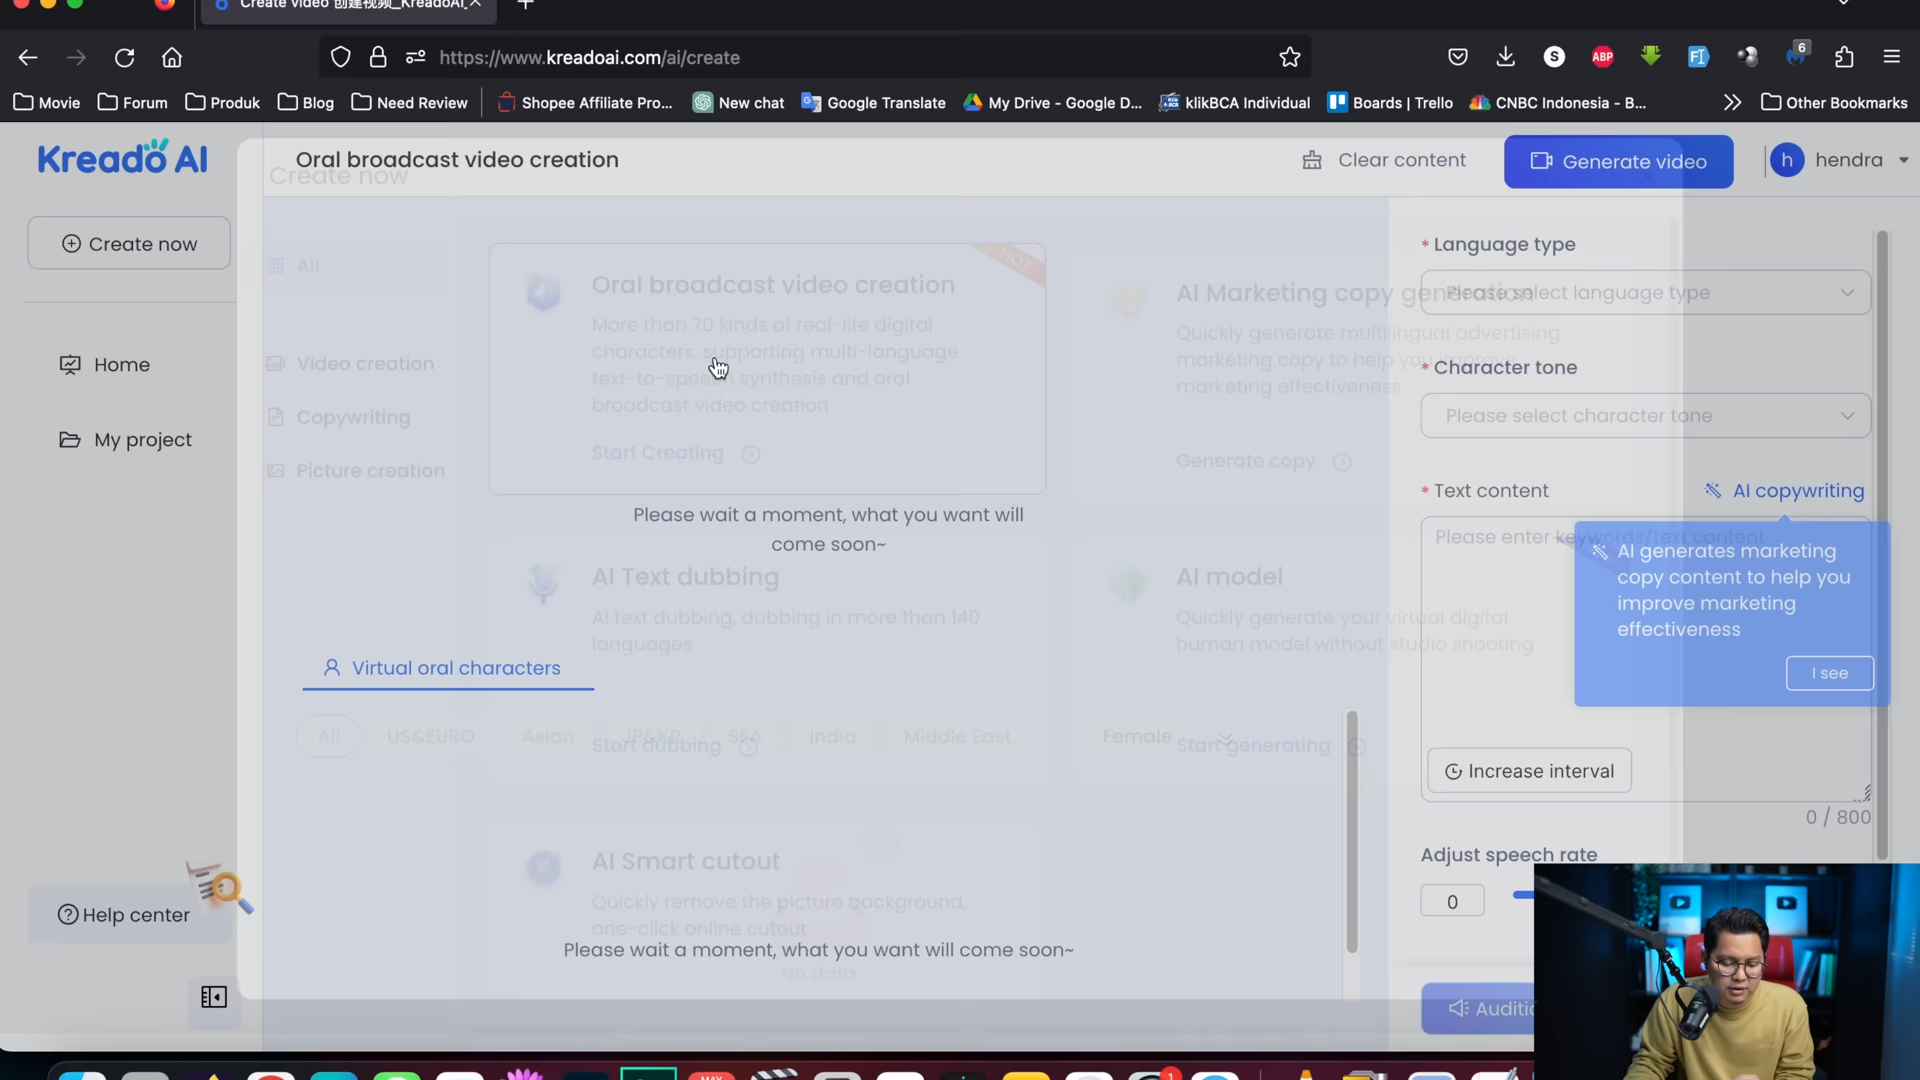 Create video 创建视频_KreadoAI_
https://www.kreadoai.com/ai/create
6
S
ABP
Movie
Forum
Produk
Blog
Need Review
Shopee Affiliate Pro...
New chat
Google Translate
My Drive - Google D...
klikBCA Individual
Boards | Trello
CNBC Indonesia - B...
Other Bookmarks
Kreado AI
Oral broadcast video creation
Create now
Clear content
Generate video
h
hendra
Create now
Home
My project
Help center
All
Video creation
Copywriting
Picture creation
Oral broadcast video creation
HOT
More than 70 kinds of real-life digital
characters, supporting multi-language
text-to-speech synthesis and oral
broadcast video creation
Start Creating
AI Marketing copy generation
Quickly generate multilingual advertising
marketing copy to help you improve
marketing effectiveness
Generate copy
Please wait a moment, what you want will
come soon~
AI Text dubbing
AI text dubbing, dubbing in more than 140
languages
Start dubbing
AI model
Quickly generate your virtual digital
human model without studio shooting
Start generating
Virtual oral characters
All
US&EURO
Asian
JP&KR
SEA
India
Middle East
Female
AI Smart cutout
Quickly remove the picture background,
one-click online cutout
Please wait a moment, what you want will come soon~
No data
* Language type
Please select language type
* Character tone
Please select character tone
* Text content
AI copywriting
Please enter keywords/text content
AI generates marketing
copy content to help you
improve marketing
effectiveness
I see
Increase interval
0 / 800
Adjust speech rate
0
1